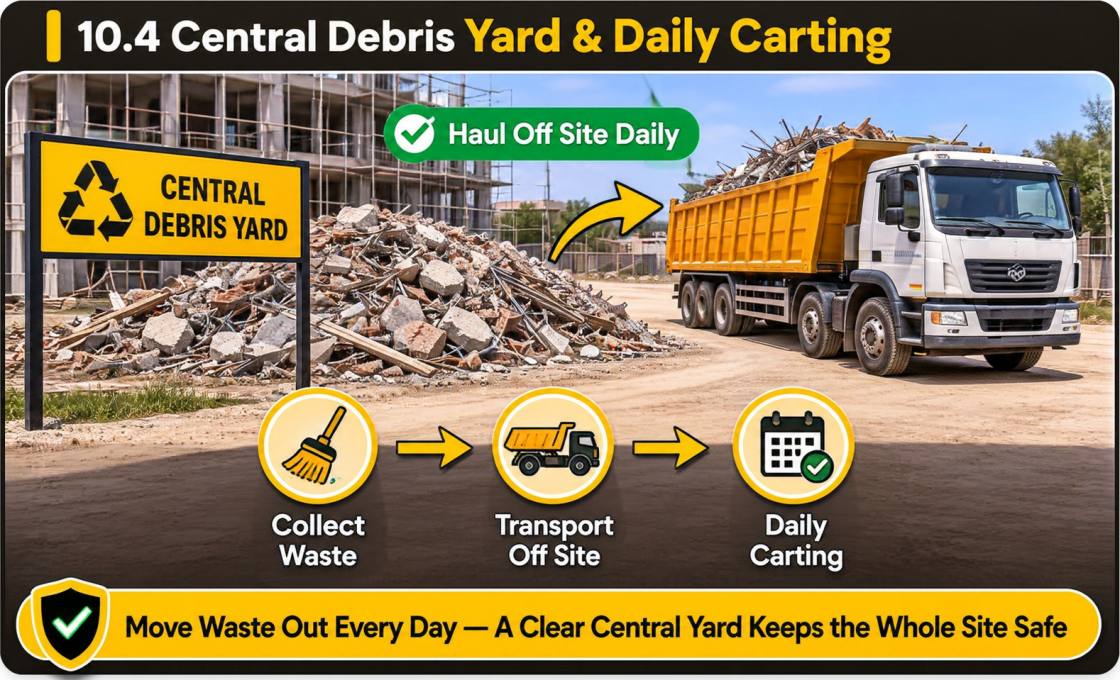 10.4 Central Debris Yard & Daily Carting
Haul Off Site Daily
CENTRAL
DEBRIS YARD
Collect
Waste
Transport
Off Site
Daily
Carting
Move Waste Out Every Day — A Clear Central Yard Keeps the Whole Site Safe